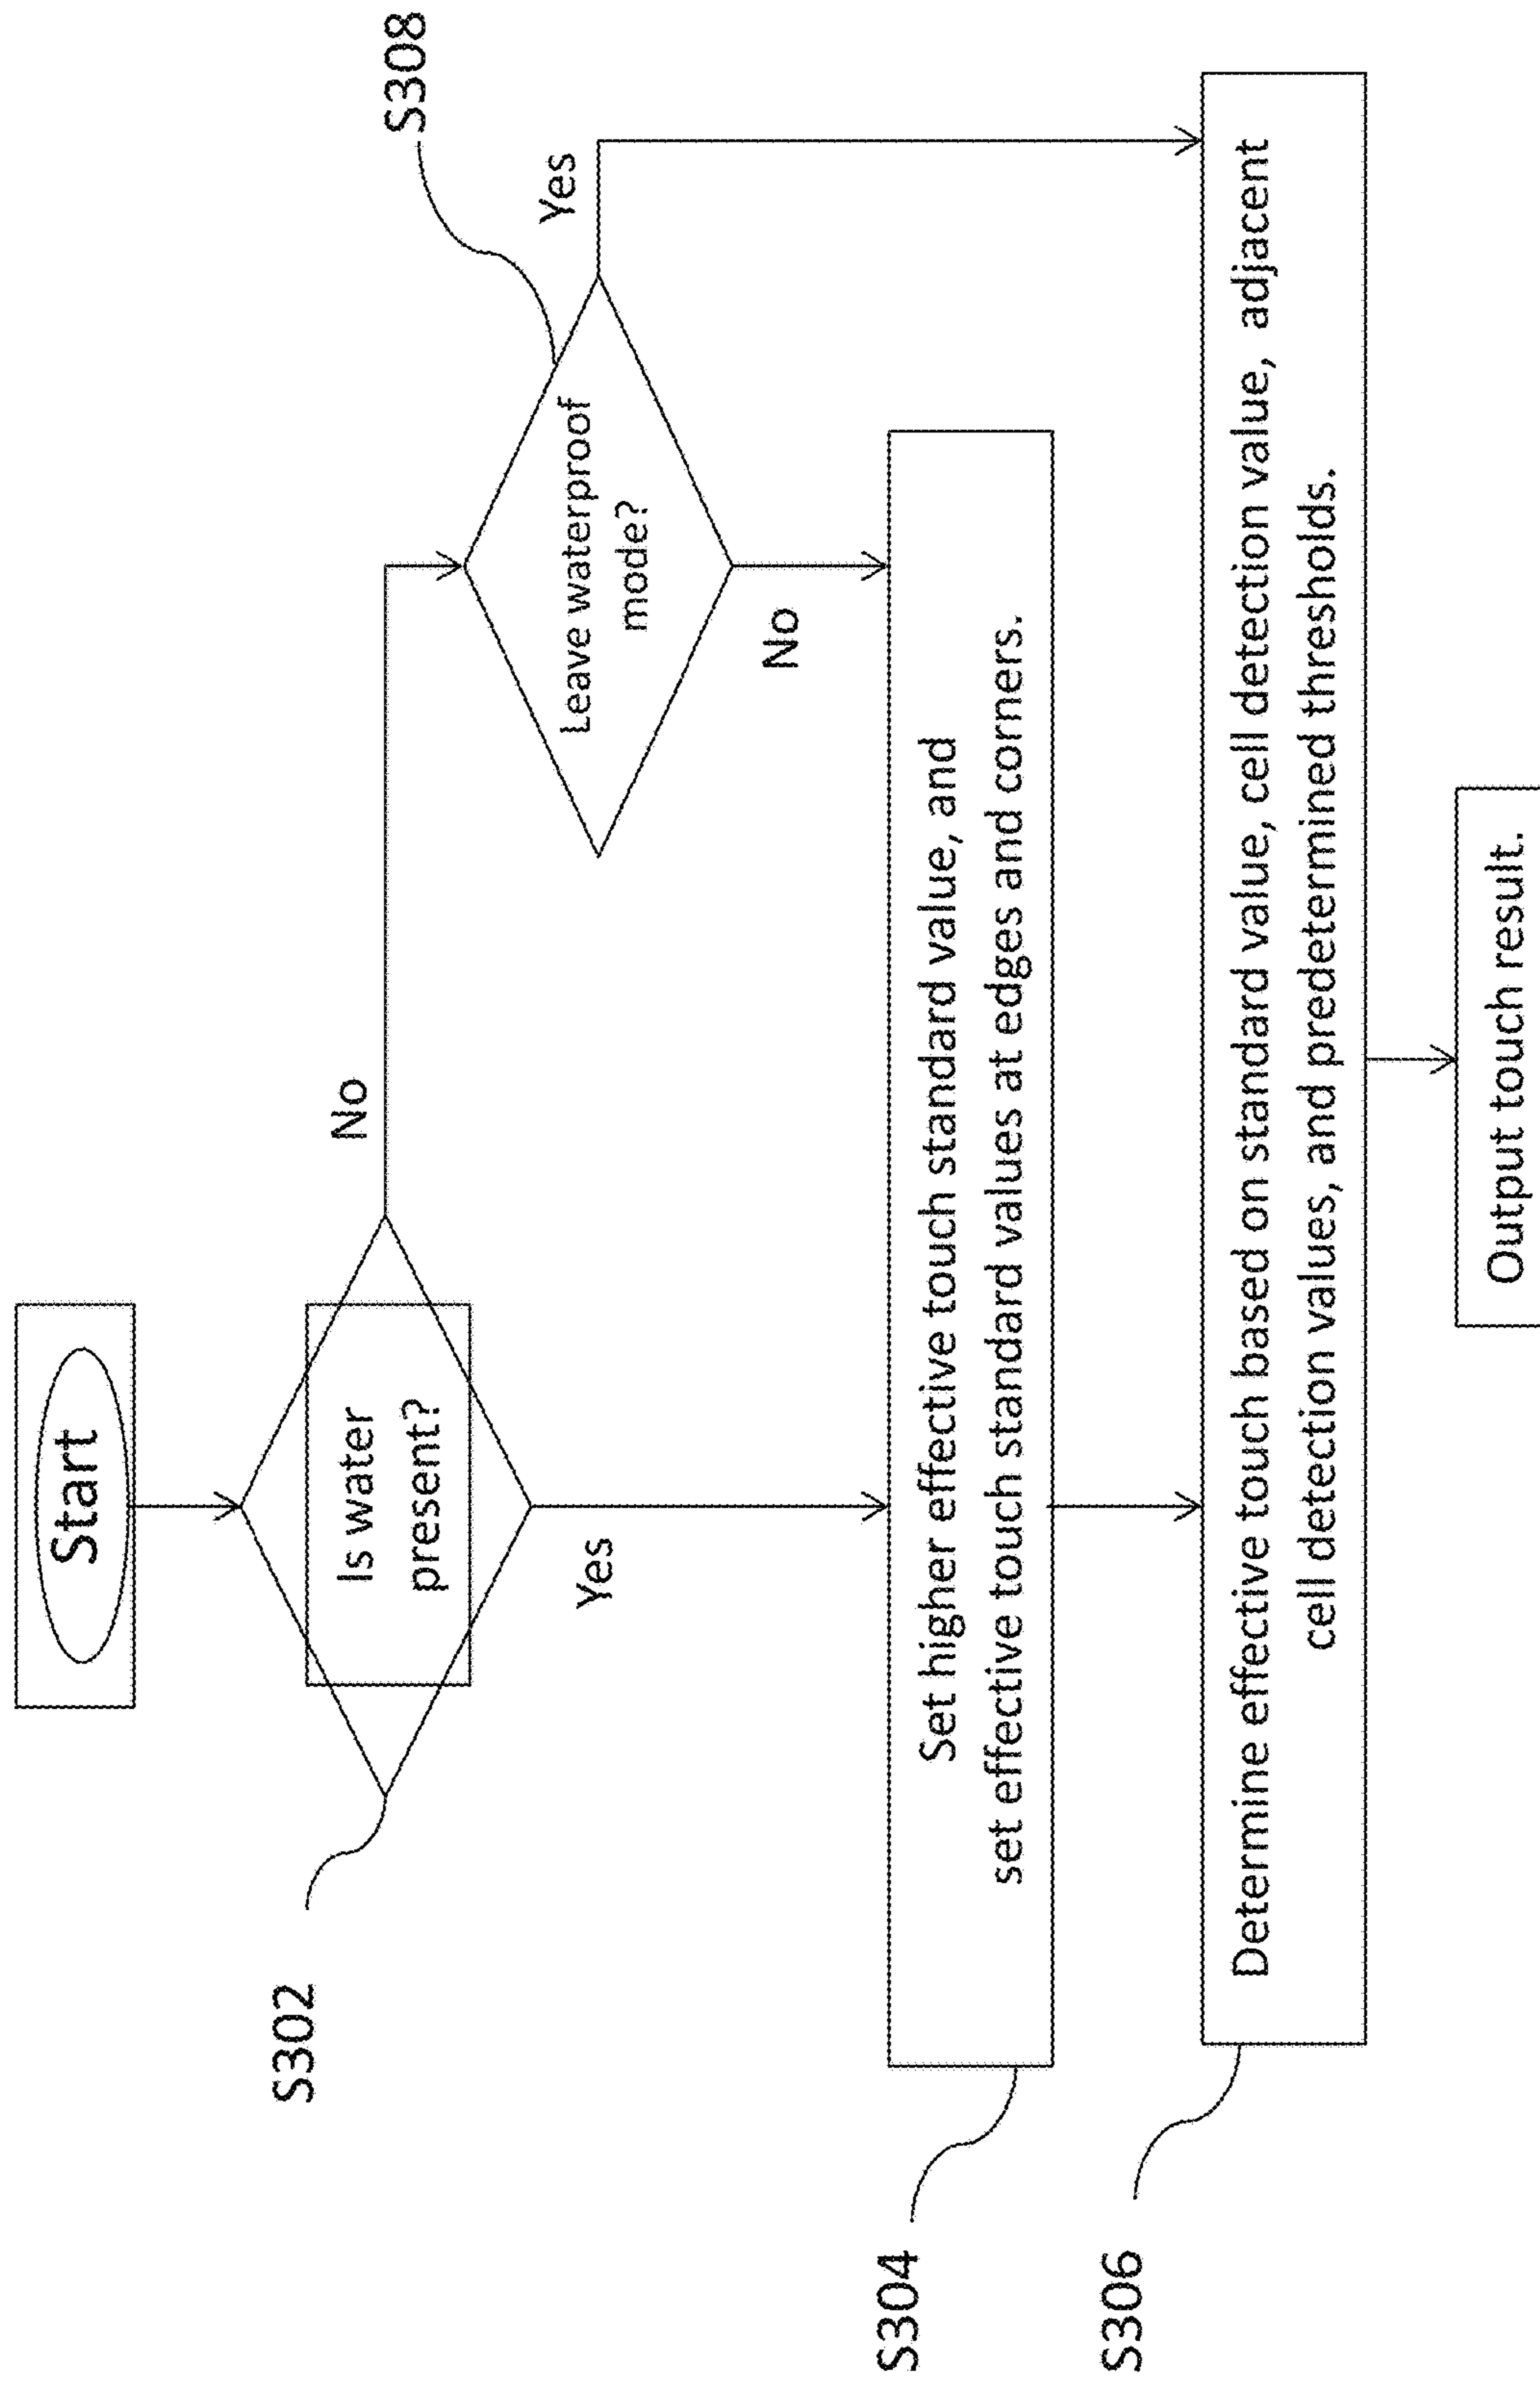 Start
S302
Is water
present?
No
Yes
S308
Leave waterproof
mode?
Yes
No
S304
Set higher effective touch standard value, and
set effective touch standard values at edges and corners.
S306
Determine effective touch based on standard value, cell detection value, adjacent
cell detection values, and predetermined thresholds.
Output touch result.